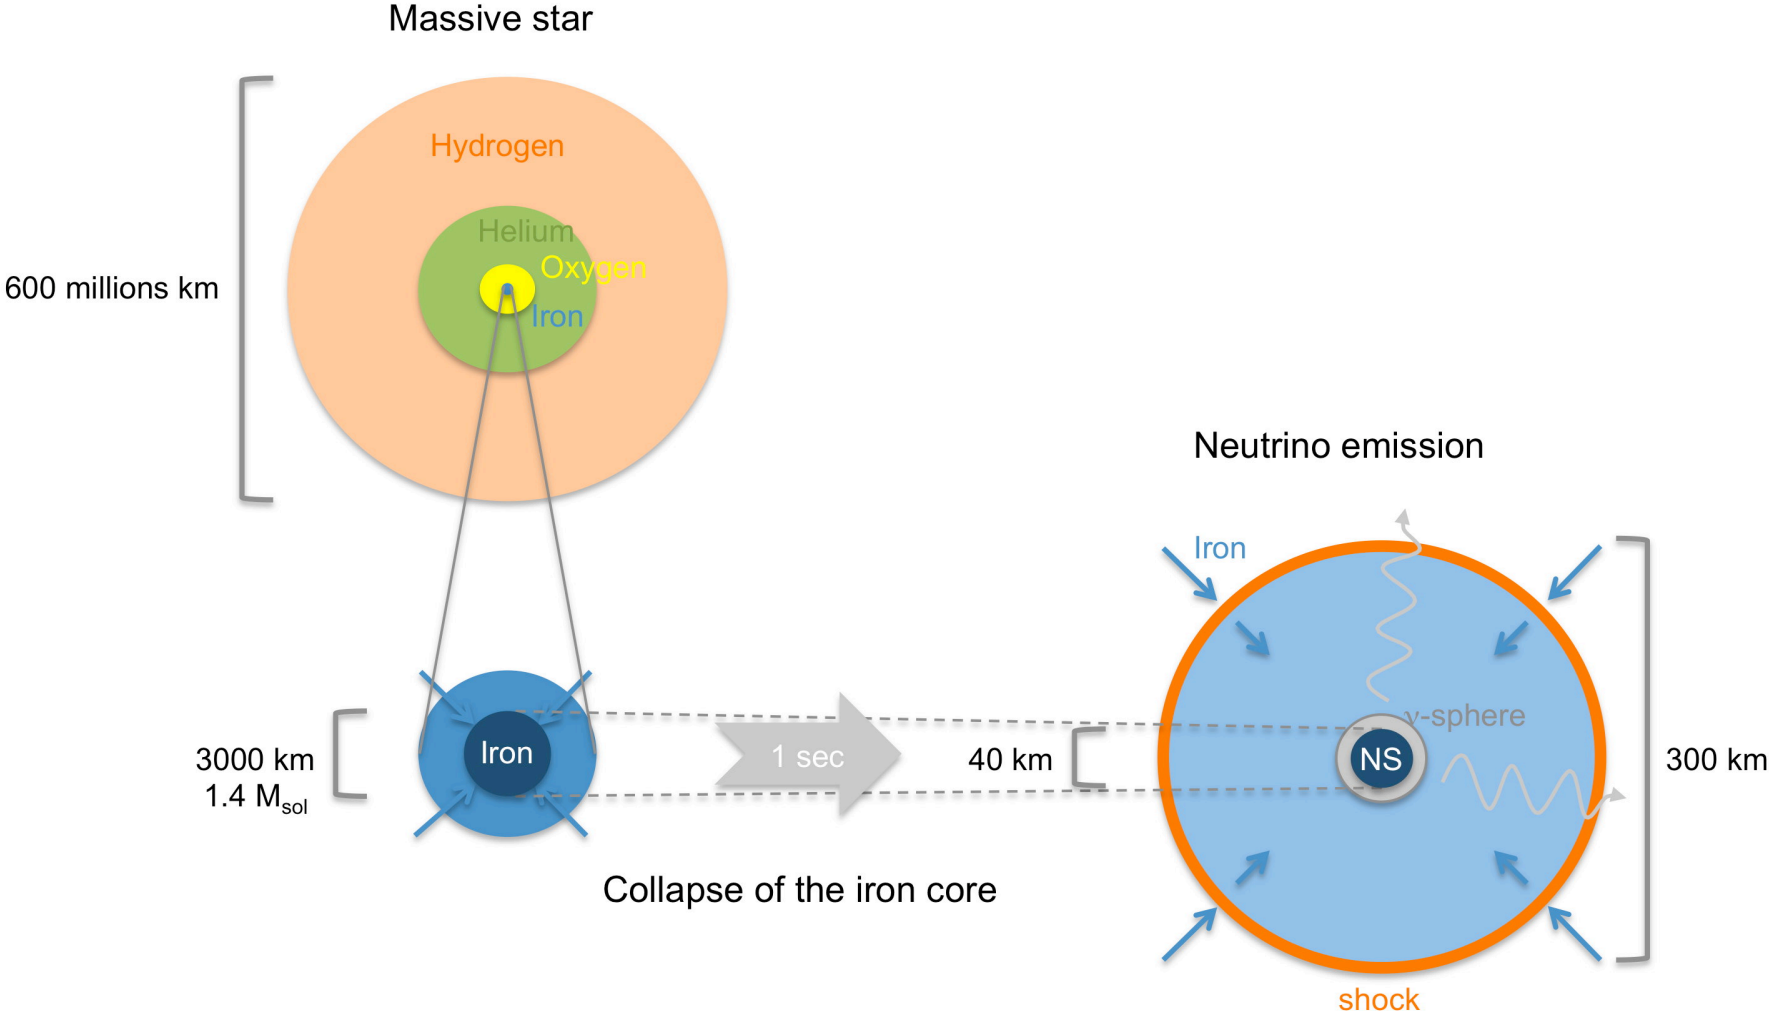 Massive star
Hydrogen
Helium
Oxygen
600 millions km
Iron
Neutrino emission
Iron
ν-sphere
Iron
3000 km
1.4 Msol
1 sec
40 km
NS
300 km
Collapse of the iron core
shock